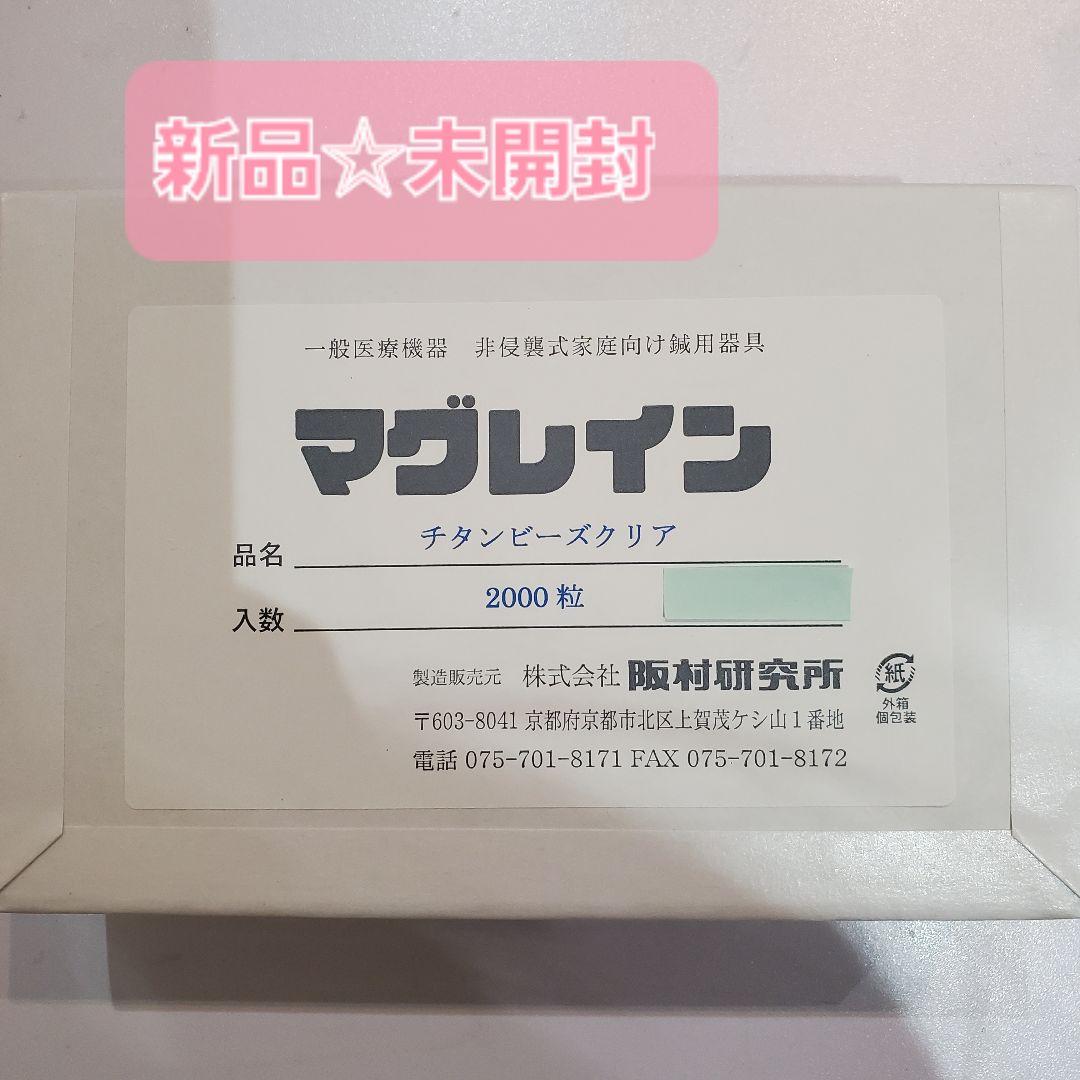 新品☆未開封
一般医療機器 非侵襲式家庭向け鍼用器具
マグレイン
品名 チタンビーズクリア
入数 2000粒
製造販売元 株式会社 阪村研究所
〒603-8041 京都府京都市北区上賀茂ケシ山1番地
電話 075-701-8171 FAX 075-701-8172
紙
外箱
個包装